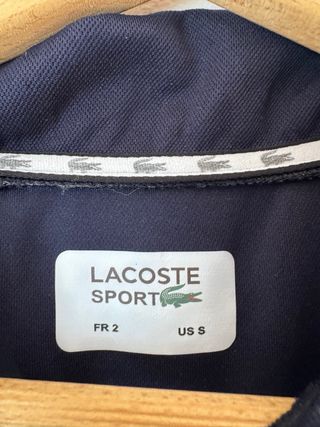 LACOSTE
SPORT
FR 2 US S